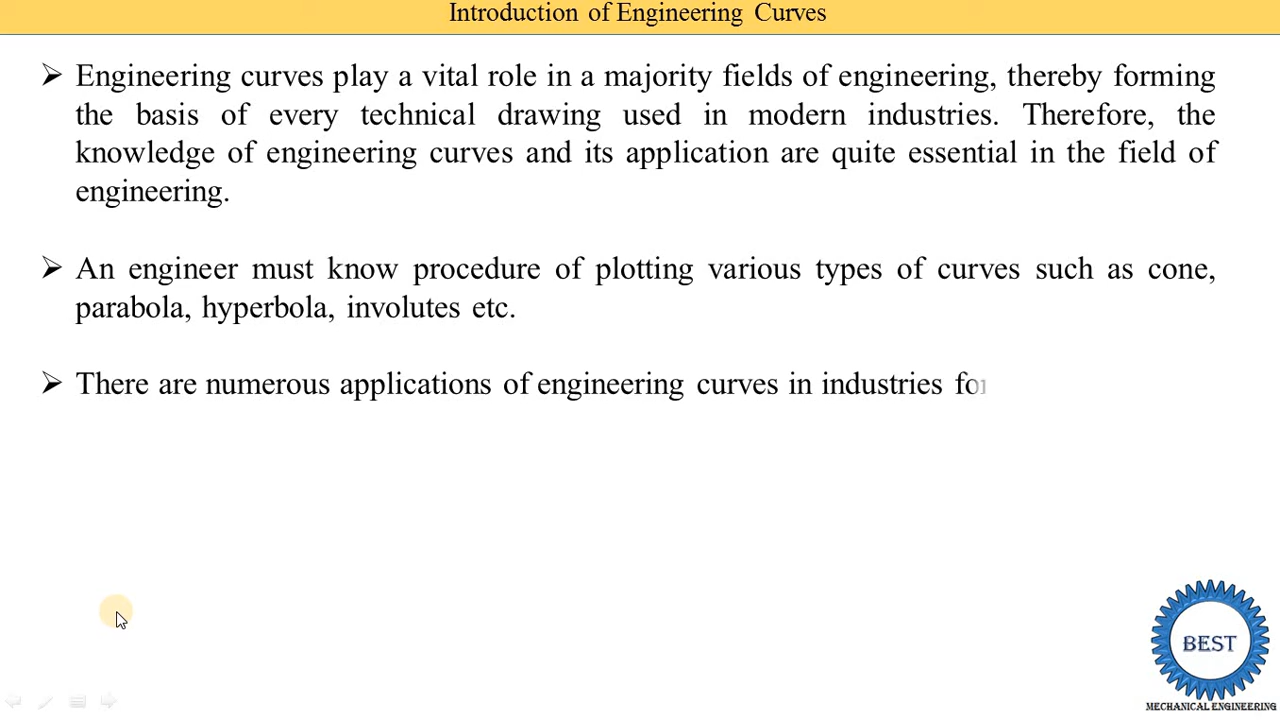 Introduction of Engineering Curves
➢ Engineering curves play a vital role in a majority fields of engineering, thereby forming
the basis of every technical drawing used in modern industries. Therefore, the
knowledge of engineering curves and its application are quite essential in the field of
engineering.
➢ An engineer must know procedure of plotting various types of curves such as cone,
parabola, hyperbola, involutes etc.
➢ There are numerous applications of engineering curves in industries for
BEST
MECHANICAL ENGINEERING